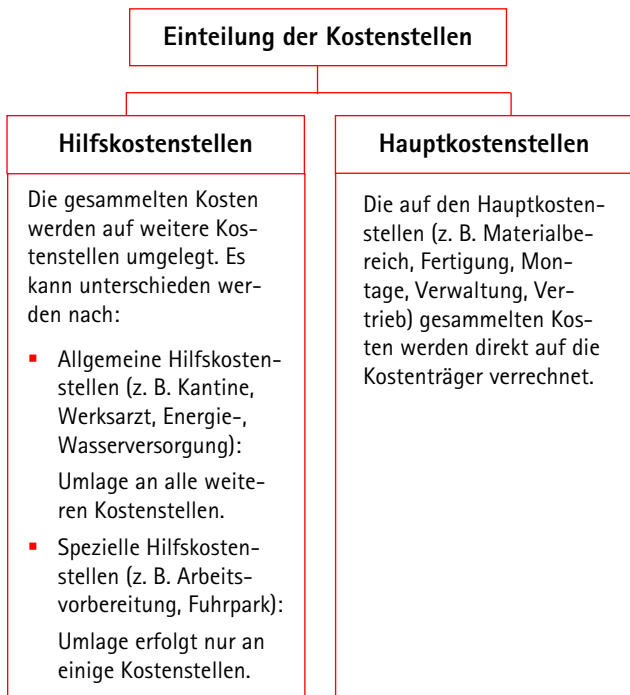 Einteilung der Kostenstellen
Hilfskostenstellen
Die gesammelten Kosten
werden auf weitere Kos-
tenstellen umgelegt. Es
kann unterschieden wer-
den nach:
▪ Allgemeine Hilfskosten-
stellen (z. B. Kantine,
Werksarzt, Energie-,
Wasserversorgung):
Umlage an alle weite-
ren Kostenstellen.
▪ Spezielle Hilfskosten-
stellen (z. B. Arbeits-
vorbereitung, Fuhrpark):
Umlage erfolgt nur an
einige Kostenstellen.
Hauptkostenstellen
Die auf den Hauptkosten-
stellen (z. B. Materialbe-
reich, Fertigung, Mon-
tage, Verwaltung, Ver-
trieb) gesammelten Kos-
ten werden direkt auf die
Kostenträger verrechnet.